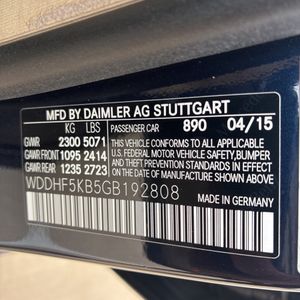 MFD BY DAIMLER AG STUTTGART
KG LBS PASSENGER CAR 890 04/15
GVWR 2300 5071 THIS VEHICLE CONFORMS TO ALL APPLICABLE
GAWR FRONT 1095 2414 U.S. FEDERAL MOTOR VEHICLE SAFETY, BUMPER,
GAWR REAR 1235 2723 AND THEFT PREVENTION STANDARDS IN EFFECT
ON THE DATE OF MANUFACTURE SHOWN ABOVE.
WDDHF5KB5GB192808
MADE IN GERMANY